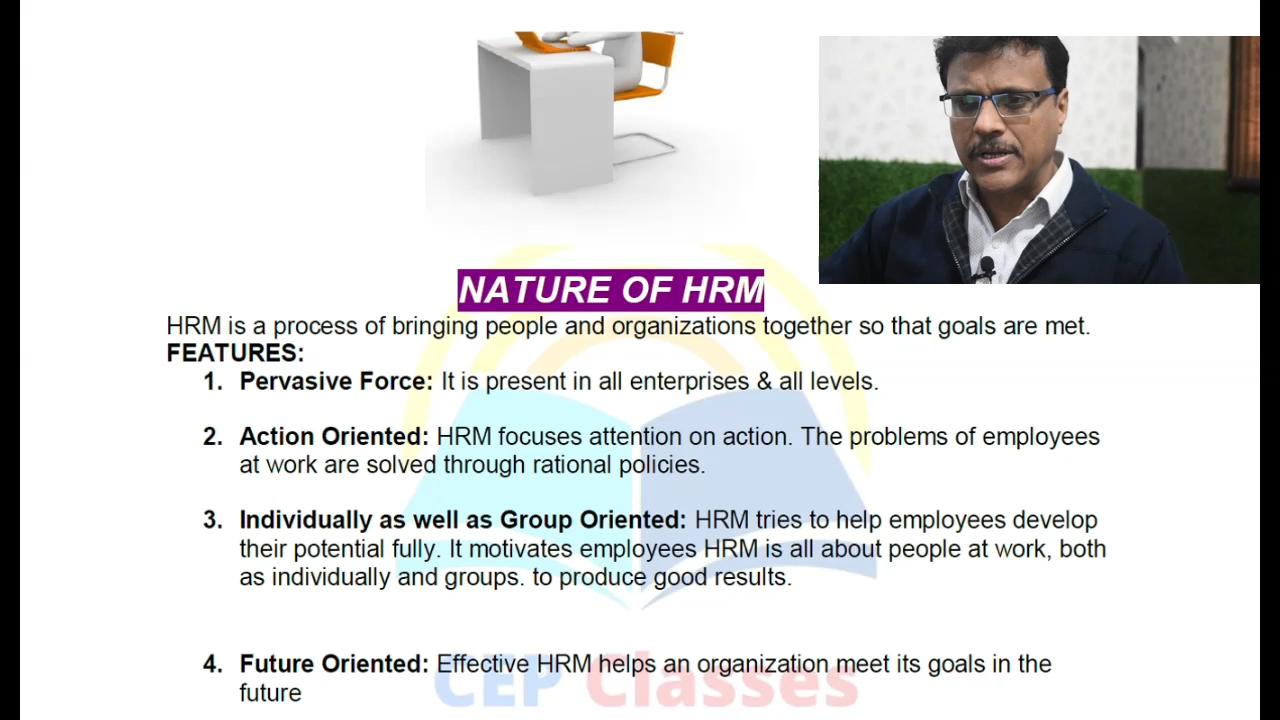 NATURE OF HRM
HRM is a process of bringing people and organizations together so that goals are met.
FEATURES:
1. Pervasive Force: It is present in all enterprises & all levels.
2. Action Oriented: HRM focuses attention on action. The problems of employees
at work are solved through rational policies.
3. Individually as well as Group Oriented: HRM tries to help employees develop
their potential fully. It motivates employees HRM is all about people at work, both
as individually and groups. to produce good results.
4. Future Oriented: Effective HRM helps an organization meet its goals in the
future
CEP Classes